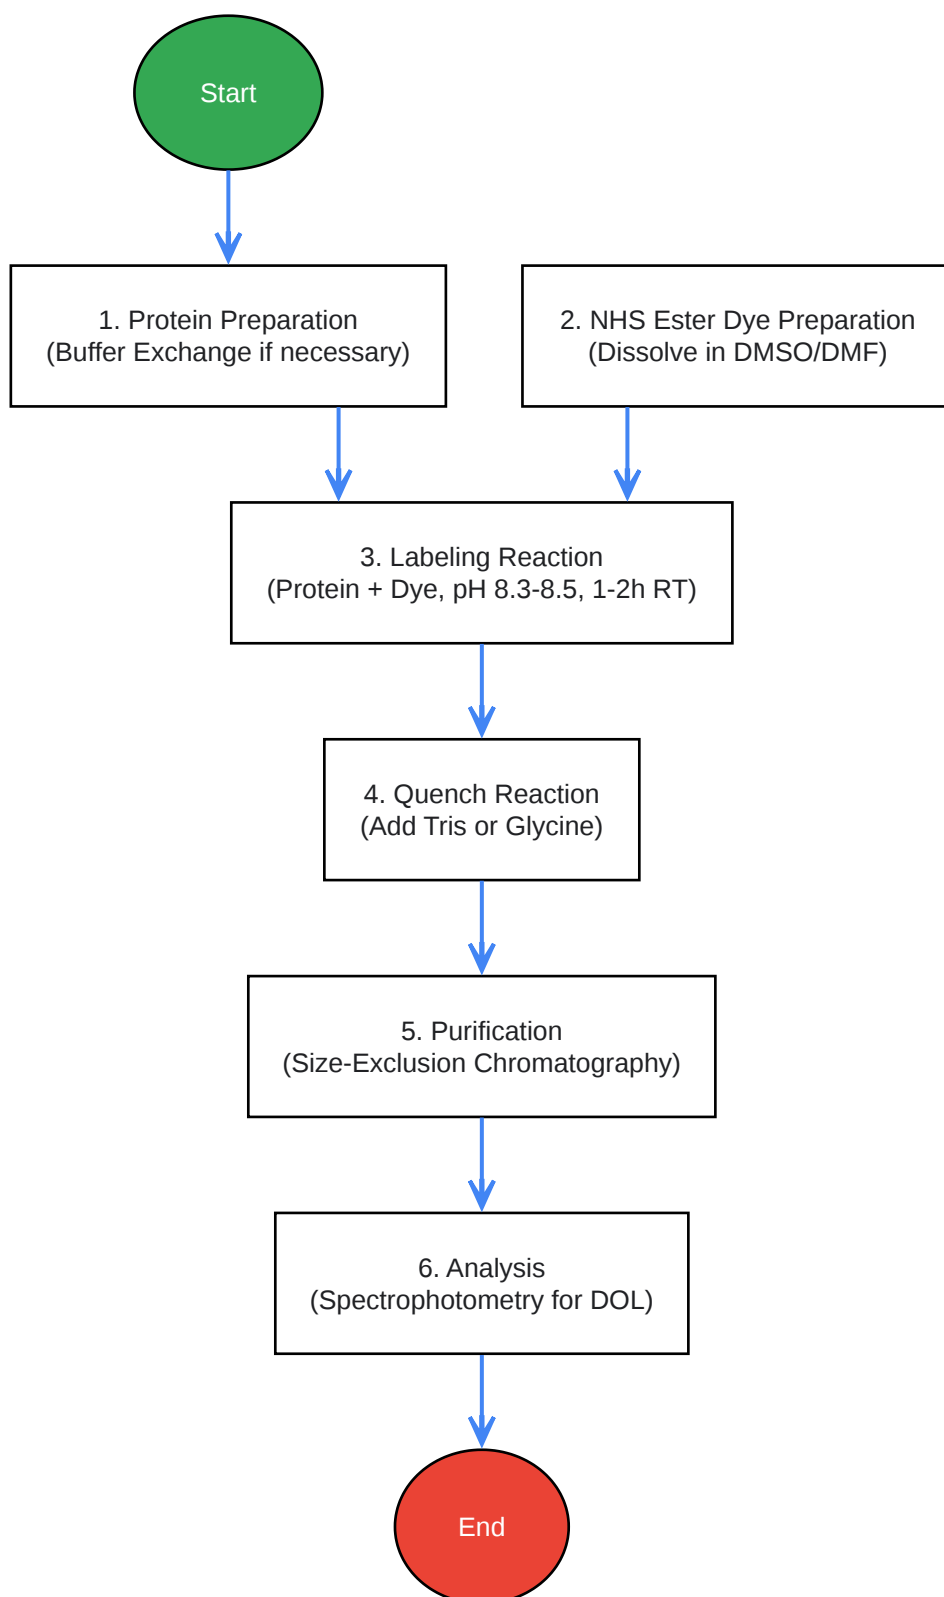 Start
1. Protein Preparation
(Buffer Exchange if necessary)
2. NHS Ester Dye Preparation
(Dissolve in DMSO/DMF)
3. Labeling Reaction
(Protein + Dye, pH 8.3-8.5, 1-2h RT)
4. Quench Reaction
(Add Tris or Glycine)
5. Purification
(Size-Exclusion Chromatography)
6. Analysis
(Spectrophotometry for DOL)
End